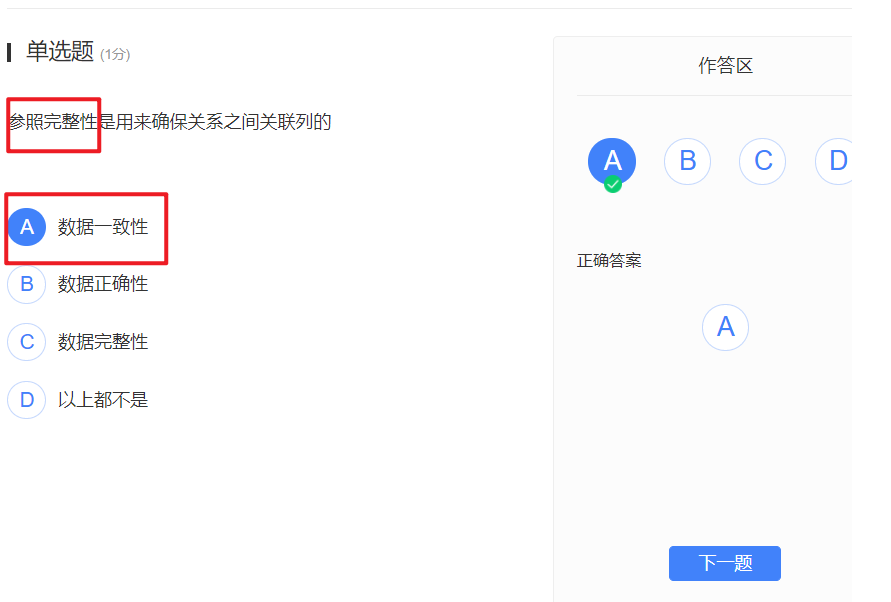 单选题 (1分)
参照完整性是用来确保关系之间关联列的
A 数据一致性
B 数据正确性
C 数据完整性
D 以上都不是
作答区
A B C D
正确答案
A
下一题